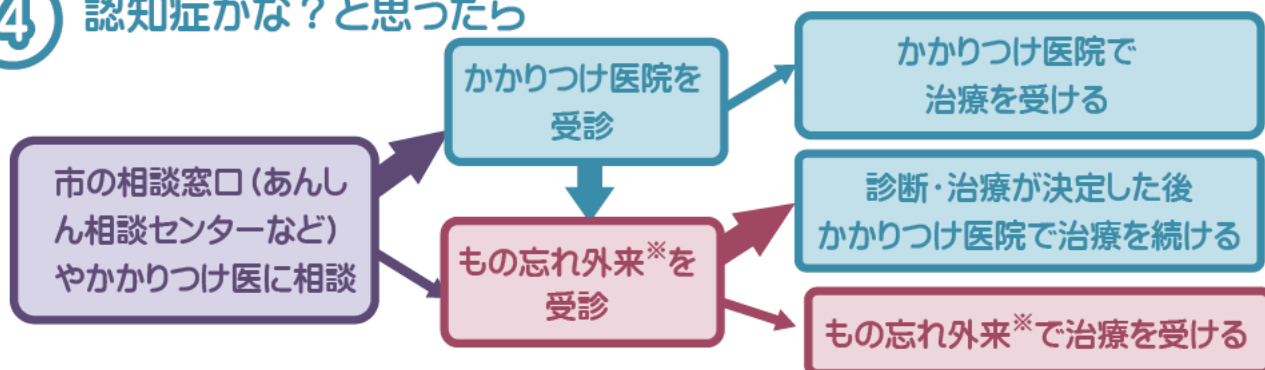 ④ 認知症かな？と思ったら
市の相談窓口（あんし
ん相談センターなど）
やかかりつけ医に相談
かかりつけ医院を
受診
もの忘れ外来※を
受診
かかりつけ医院で
治療を受ける
診断・治療が決定した後
かかりつけ医院で治療を続ける
もの忘れ外来※で治療を受ける